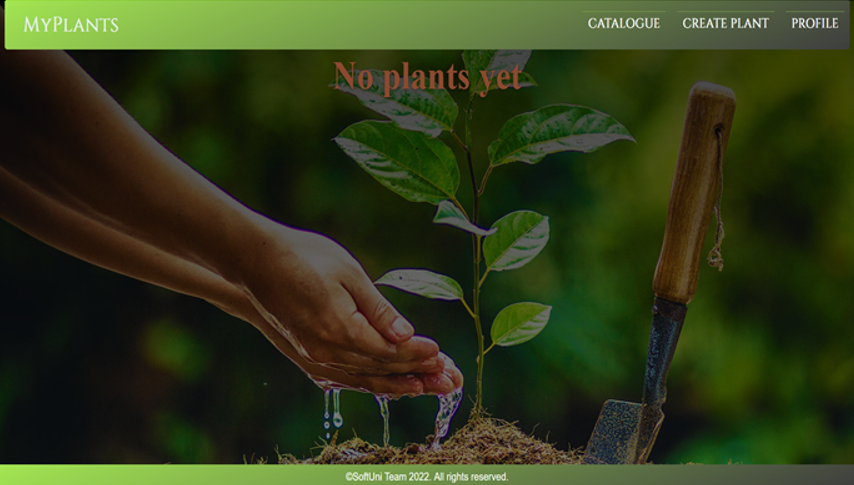 MyPlants
CATALOGUE CREATE PLANT PROFILE
No plants yet
©SoftUni Team 2022. All rights reserved.